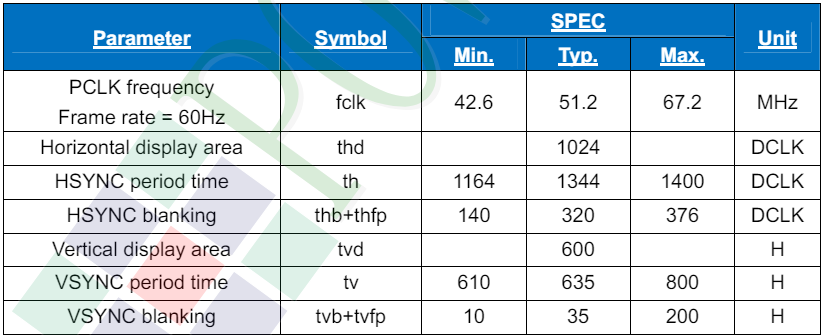 Parameter Symbol SPEC Unit
Min. Typ. Max.
PCLK frequency
Frame rate = 60Hz fclk 42.6 51.2 67.2 MHz
Horizontal display area thd 1024 DCLK
HSYNC period time th 1164 1344 1400 DCLK
HSYNC blanking thb+thfp 140 320 376 DCLK
Vertical display area tvd 600 H
VSYNC period time tv 610 635 800 H
VSYNC blanking tvb+tvfp 10 35 200 H